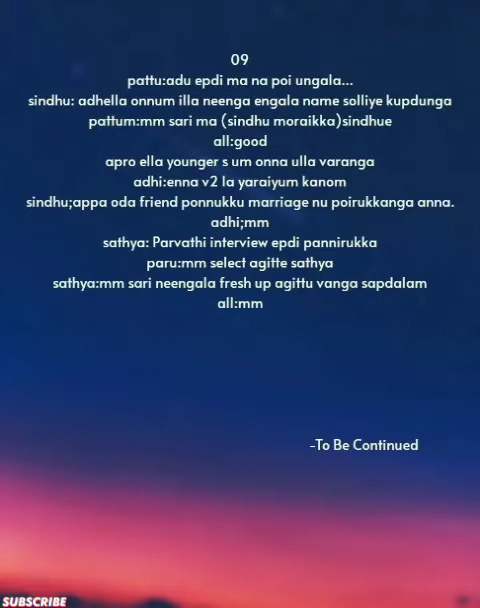 09
pattu:adu epdi ma na poi ungala...
sindhu: adhella onnum illa neenga engala name solliye kupdunga
pattum:mm sari ma (sindhu moraikka)sindhue
all:good
apro ella younger s um onna ulla varanga
adhi:enna v2 la yaraiyum kanom
sindhu;appa oda friend ponnukku marriage nu poirukkanga anna.
adhi;mm
sathya: Parvathi interview epdi pannirukka
paru:mm select agitte sathya
sathya:mm sari neengala fresh up agittu vanga sapdalam
all:mm
-To Be Continued
SUBSCRIBE